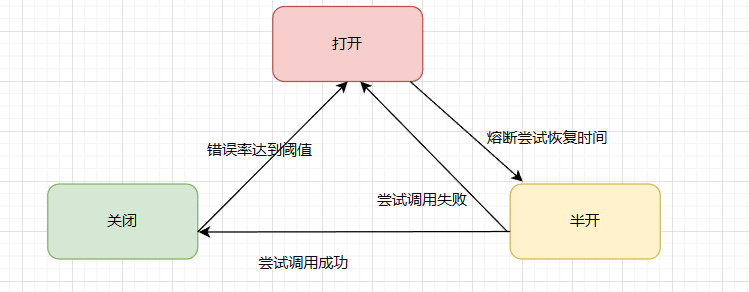 打开
错误率达到阈值
熔断尝试恢复时间
尝试调用失败
关闭
半开
尝试调用成功